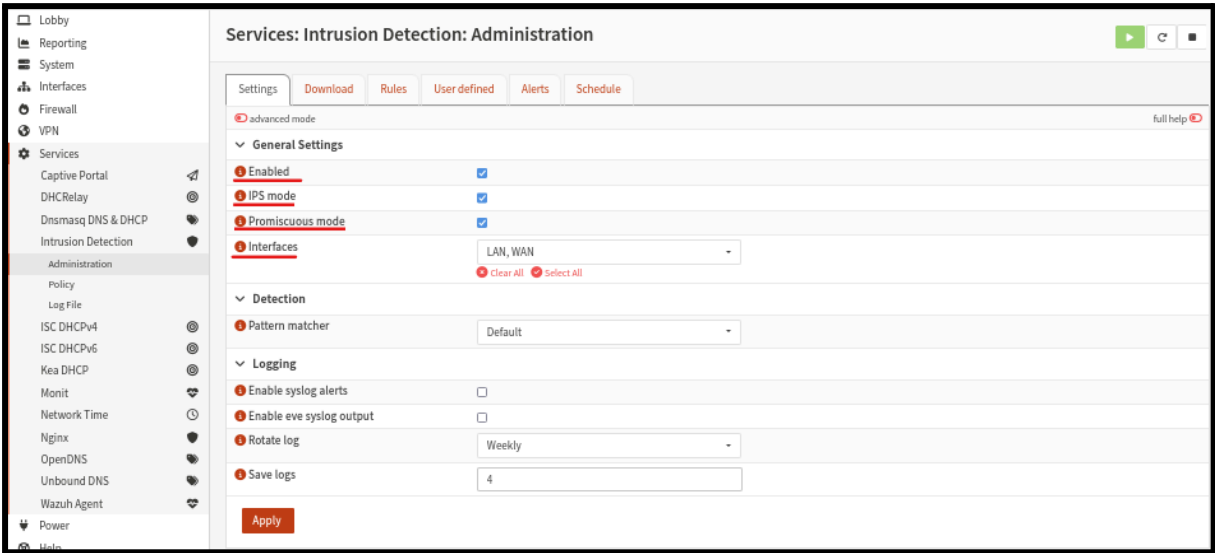 Lobby
Reporting
System
Interfaces
Firewall
VPN
Services
Captive Portal
DHCRelay
Dnsmasq DNS & DHCP
Intrusion Detection
Administration
Policy
Log File
ISC DHCPv4
ISC DHCPv6
Kea DHCP
Monit
Network Time
Nginx
OpenDNS
Unbound DNS
Wazuh Agent
Power
Help
Services: Intrusion Detection: Administration
Settings Download Rules User defined Alerts Schedule
advanced mode full help
General Settings
Enabled
IPS mode
Promiscuous mode
Interfaces LAN, WAN
Clear All Select All
Detection
Pattern matcher Default
Logging
Enable syslog alerts
Enable eve syslog output
Rotate log Weekly
Save logs 4
Apply